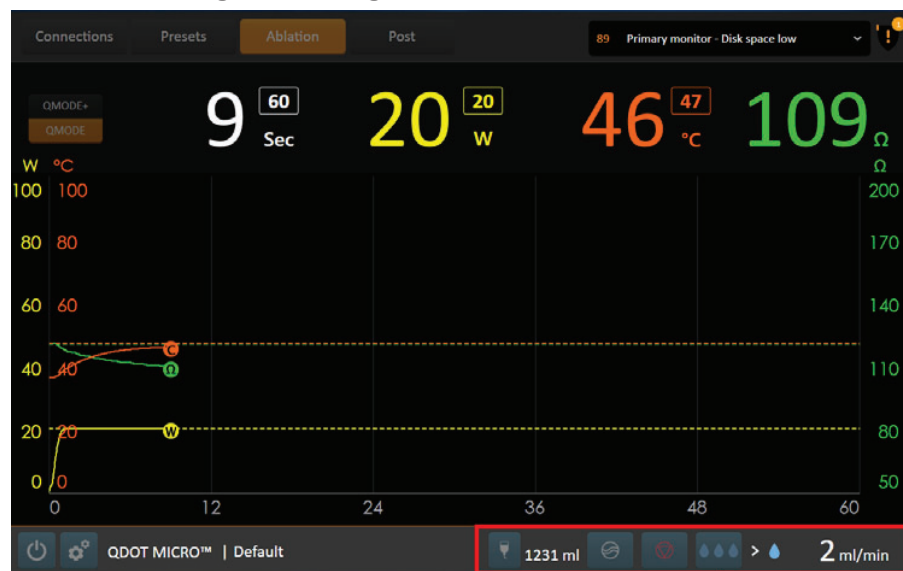 Connections Presets Ablation Post 89 Primary monitor - Disk space low ! 1
QMODE+
QMODE
9 60 Sec 20 20 W 46 47 °C 109 Ω
W °C Ω
100 100 200
80 80 170
60 60 140
C
40 40 Ω 110
20 20 W 80
0 0 50
0 12 24 36 48 60
QDOT MICRO™ | Default 1231 ml > 2 ml/min